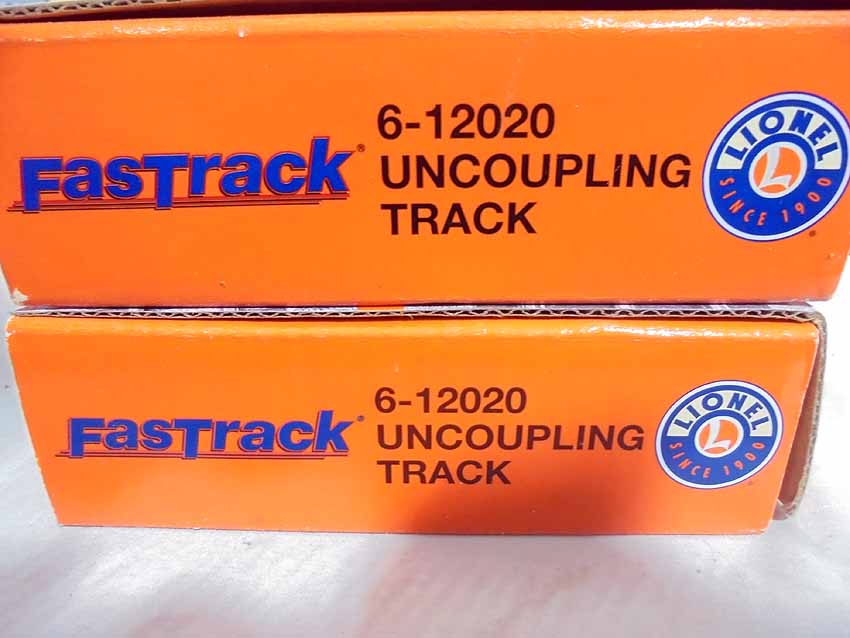 FasTrack®
6-12020
UNCOUPLING
TRACK
LIONEL
L
SINCE 1900
FasTrack®
6-12020
UNCOUPLING
TRACK
LIONEL
L
SINCE 1900